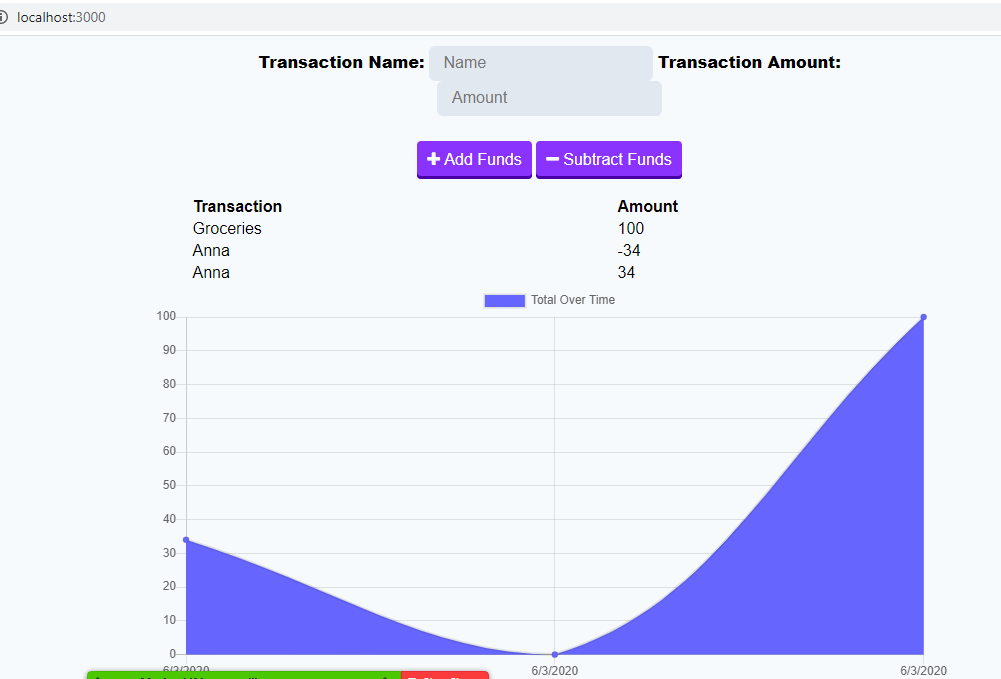 localhost:3000
Transaction Name: Name Transaction Amount:
Amount
Add Funds Subtract Funds
Transaction Amount
Groceries 100
Anna -34
Anna 34
Total Over Time
100
90
80
70
60
50
40
30
20
10
0
6/3/2020 6/3/2020 6/3/2020